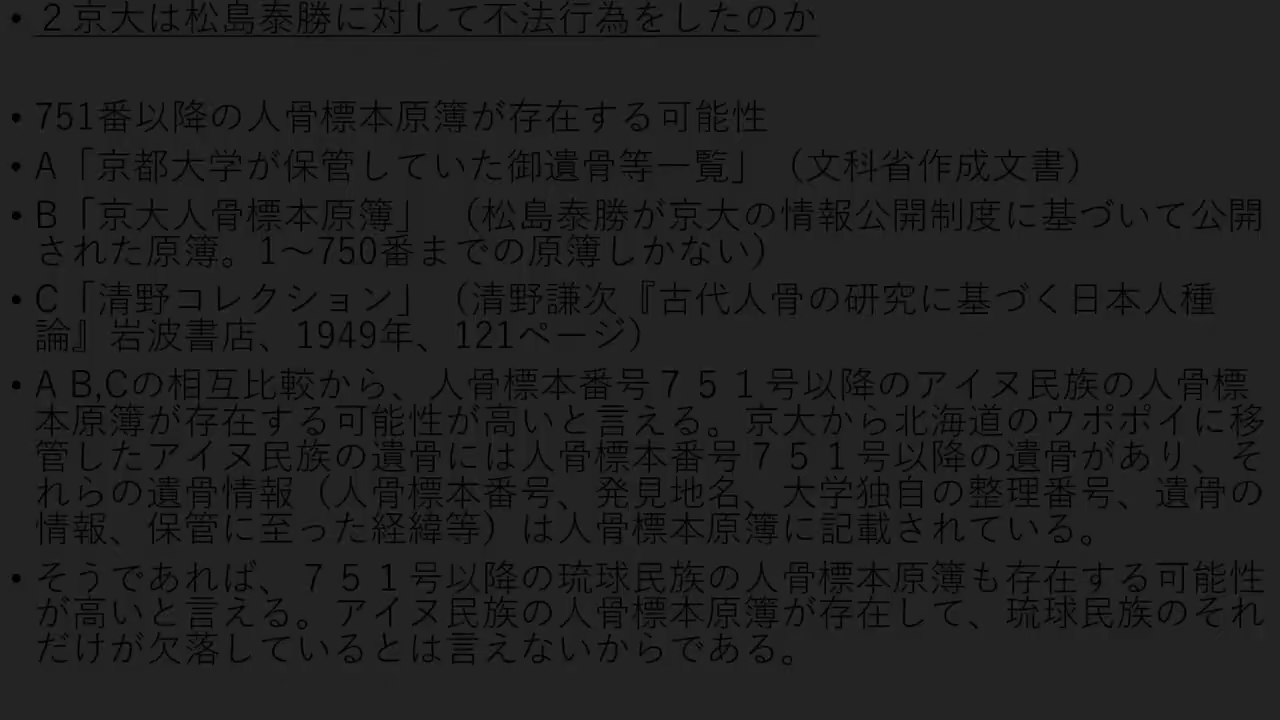 • ２京大は松島泰勝に対して不法行為をしたのか
• 751番以降の人骨標本原簿が存在する可能性
• A「京都大学が保管していた御遺骨等一覧」（文科省作成文書）
• B「京大人骨標本原簿」（松島泰勝が京大の情報公開制度に基づいて公開
された原簿。1～750番までの原簿しかない）
• C「清野コレクション」（清野謙次『古代人骨の研究に基づく日本人種
論』岩波書店、1949年、121ページ）
• A B,Cの相互比較から、人骨標本番号７５１号以降のアイヌ民族の人骨標
本原簿が存在する可能性が高いと言える。京大から北海道のウポポイに移
管したアイヌ民族の遺骨には人骨標本番号７５１号以降の遺骨があり、そ
れらの遺骨情報（人骨標本番号、発見地名、大学独自の整理番号、遺骨の
情報、保管に至った経緯等）は人骨標本原簿に記載されている。
• そうであれば、７５１号以降の琉球民族の人骨標本原簿も存在する可能性
が高いと言える。アイヌ民族の人骨標本原簿が存在して、琉球民族のそれ
だけが欠落しているとは言えないからである。